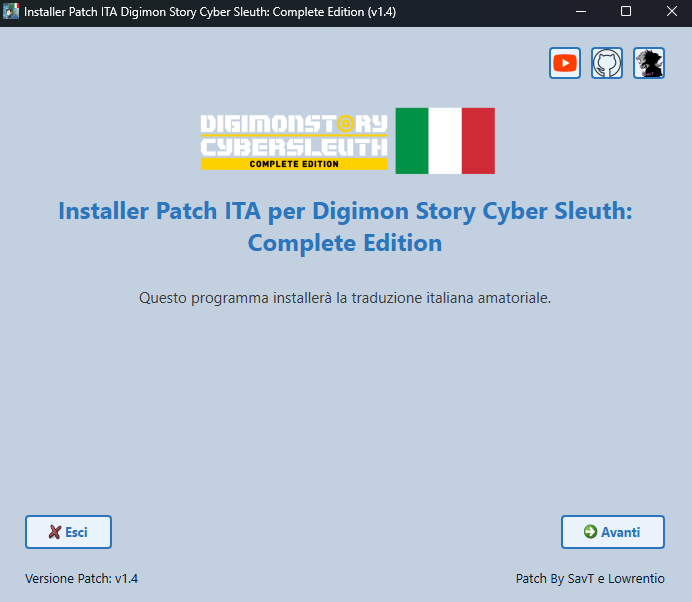 Installer Patch ITA Digimon Story Cyber Sleuth: Complete Edition (v1.4)
DIGIMONSTORY
CYBERSLEUTH
COMPLETE EDITION
Installer Patch ITA per Digimon Story Cyber Sleuth:
Complete Edition
Questo programma installerà la traduzione italiana amatoriale.
Esci
Avanti
Versione Patch: v1.4
Patch By SavT e Lowrentio